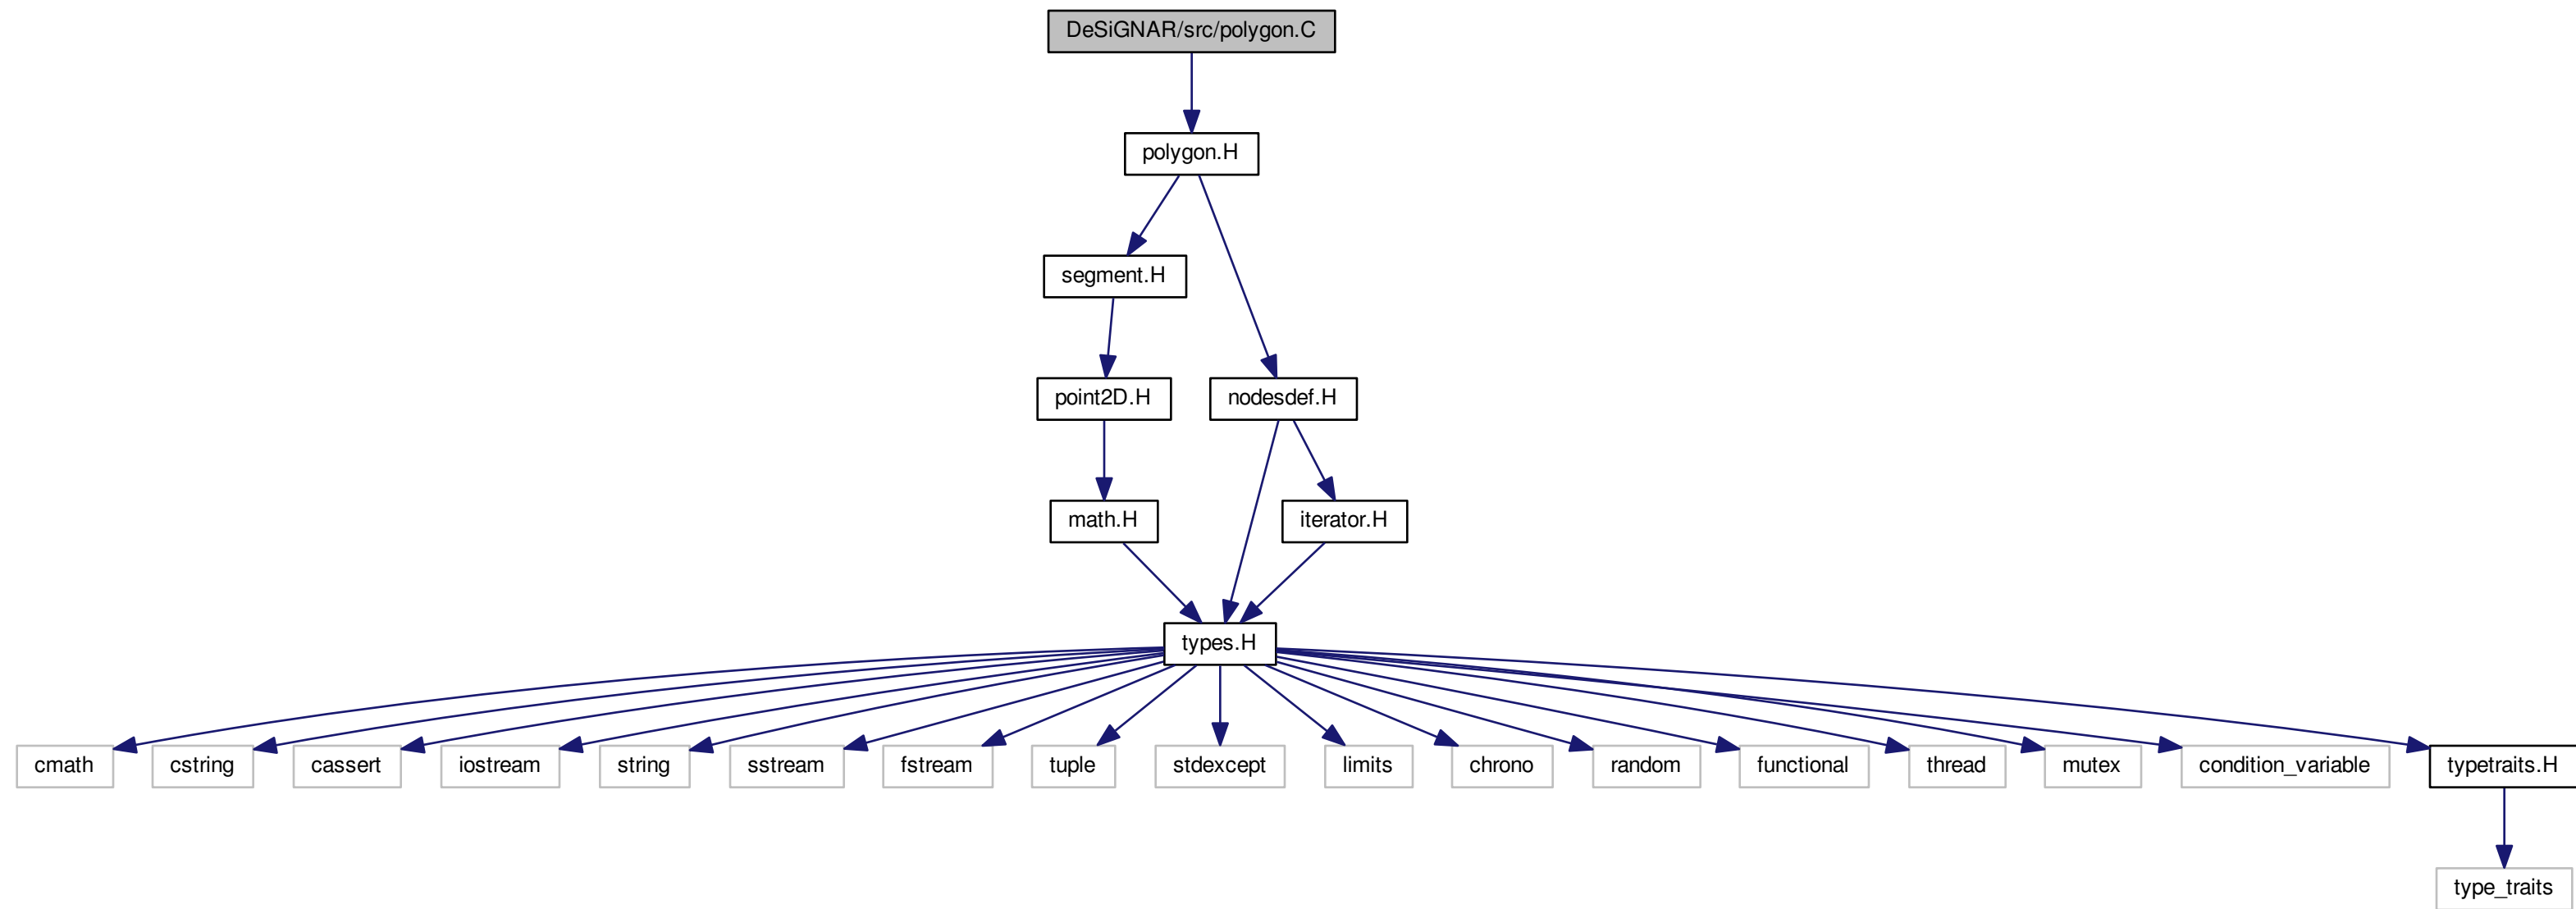 DeSiGNAR/src/polygon.C
polygon.H
segment.H
point2D.H
nodesdef.H
math.H
iterator.H
types.H
cmath
cstring
cassert
iostream
string
sstream
fstream
tuple
stdexcept
limits
chrono
random
functional
thread
mutex
condition_variable
typetraits.H
type_traits